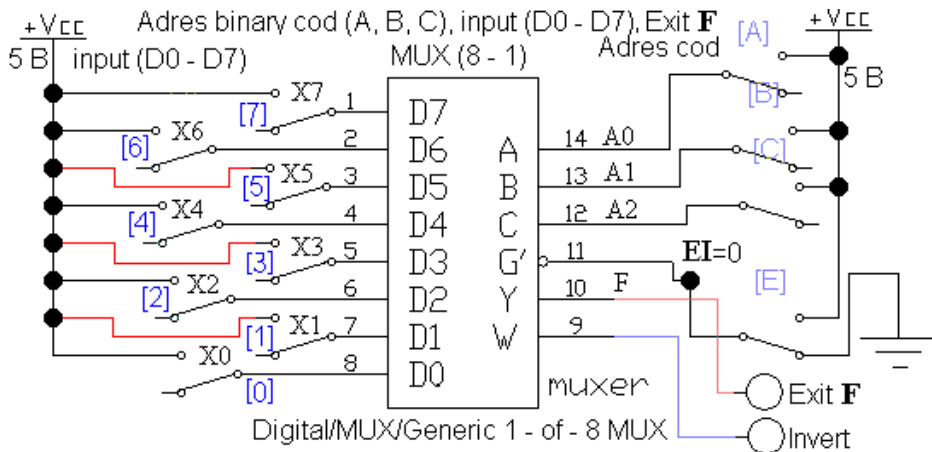 Adres binary cod (A, B, C), input (D0 - D7), Exit F
+VCC
5 B
input (D0 - D7)
MUX (8 - 1)
Adres cod
[A]
+VCC
5 B
X7
[7]
1
D7
[B]
X6
[6]
2
D6
A
14
A0
[C]
X5
[5]
3
D5
B
13
A1
X4
[4]
4
D4
C
12
A2
X3
[3]
5
D3
G'
11
EI=0
X2
[2]
6
D2
Y
10
F
[E]
X1
[1]
7
D1
W
9
X0
[0]
8
D0
muxer
Exit F
Digital/MUX/Generic 1 - of - 8 MUX
Invert